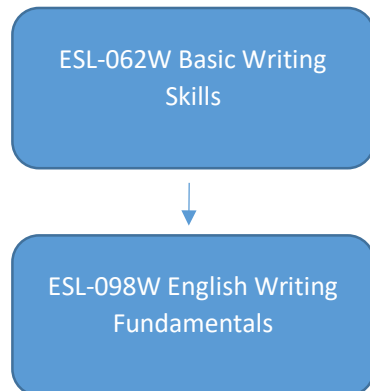 ESL-062W Basic Writing
Skills
ESL-098W English Writing
Fundamentals